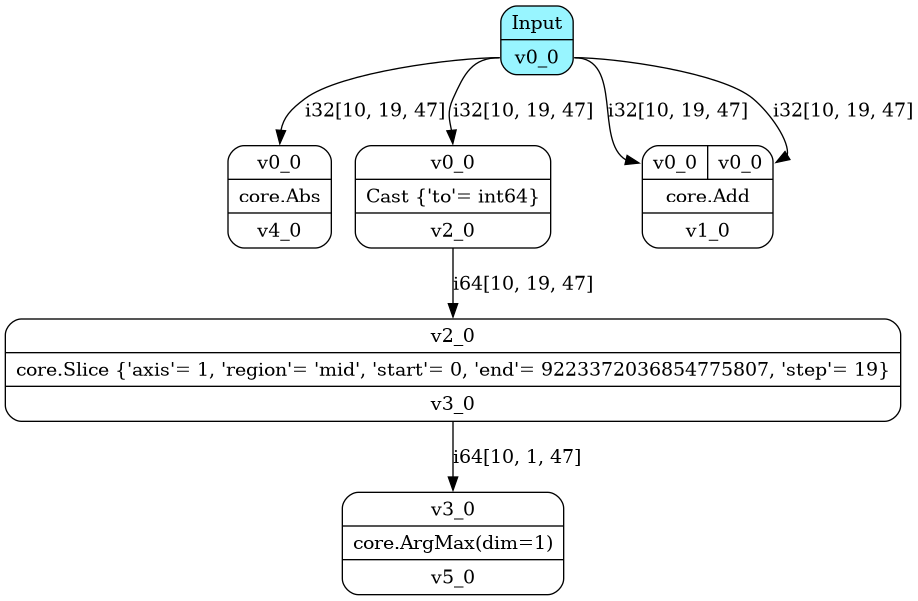 Input
v0_0
i32[10, 19, 47]
i32[10, 19, 47]
i32[10, 19, 47]
i32[10, 19, 47]
v0_0
core.Abs
v4_0
v0_0
Cast {'to'= int64}
v2_0
v0_0
v0_0
core.Add
v1_0
i64[10, 19, 47]
v2_0
core.Slice {'axis'= 1, 'region'= 'mid', 'start'= 0, 'end'= 9223372036854775807, 'step'= 19}
v3_0
i64[10, 1, 47]
v3_0
core.ArgMax(dim=1)
v5_0